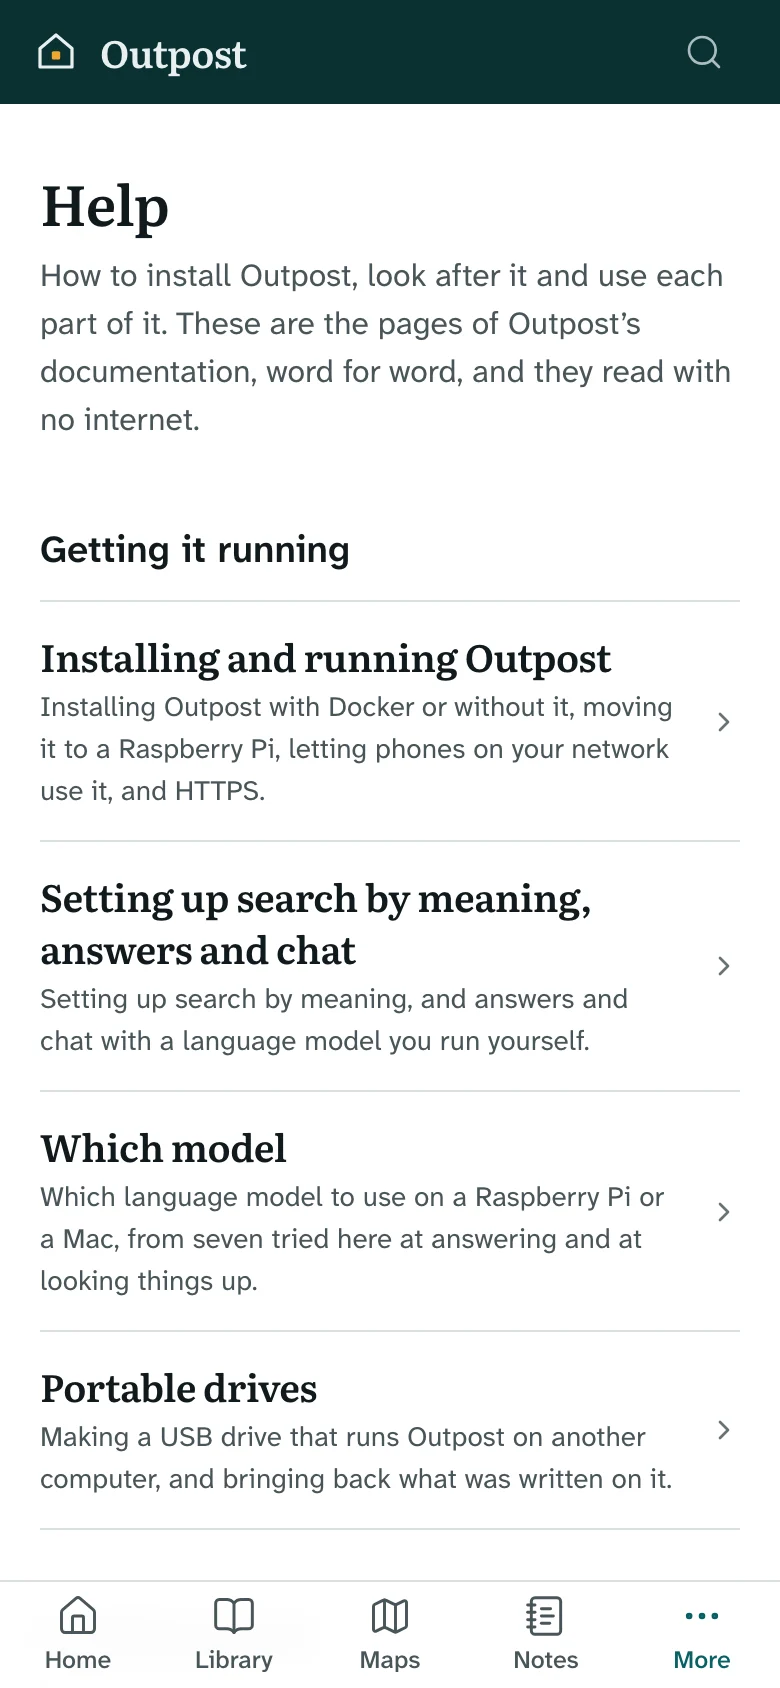 Outpost
Help
How to install Outpost, look after it and use each
part of it. These are the pages of Outpost’s
documentation, word for word, and they read with
no internet.
Getting it running
Installing and running Outpost
Installing Outpost with Docker or without it, moving
it to a Raspberry Pi, letting phones on your network
use it, and HTTPS.
Setting up search by meaning,
answers and chat
Setting up search by meaning, and answers and
chat with a language model you run yourself.
Which model
Which language model to use on a Raspberry Pi or
a Mac, from seven tried here at answering and at
looking things up.
Portable drives
Making a USB drive that runs Outpost on another
computer, and bringing back what was written on it.
Home Library Maps Notes More